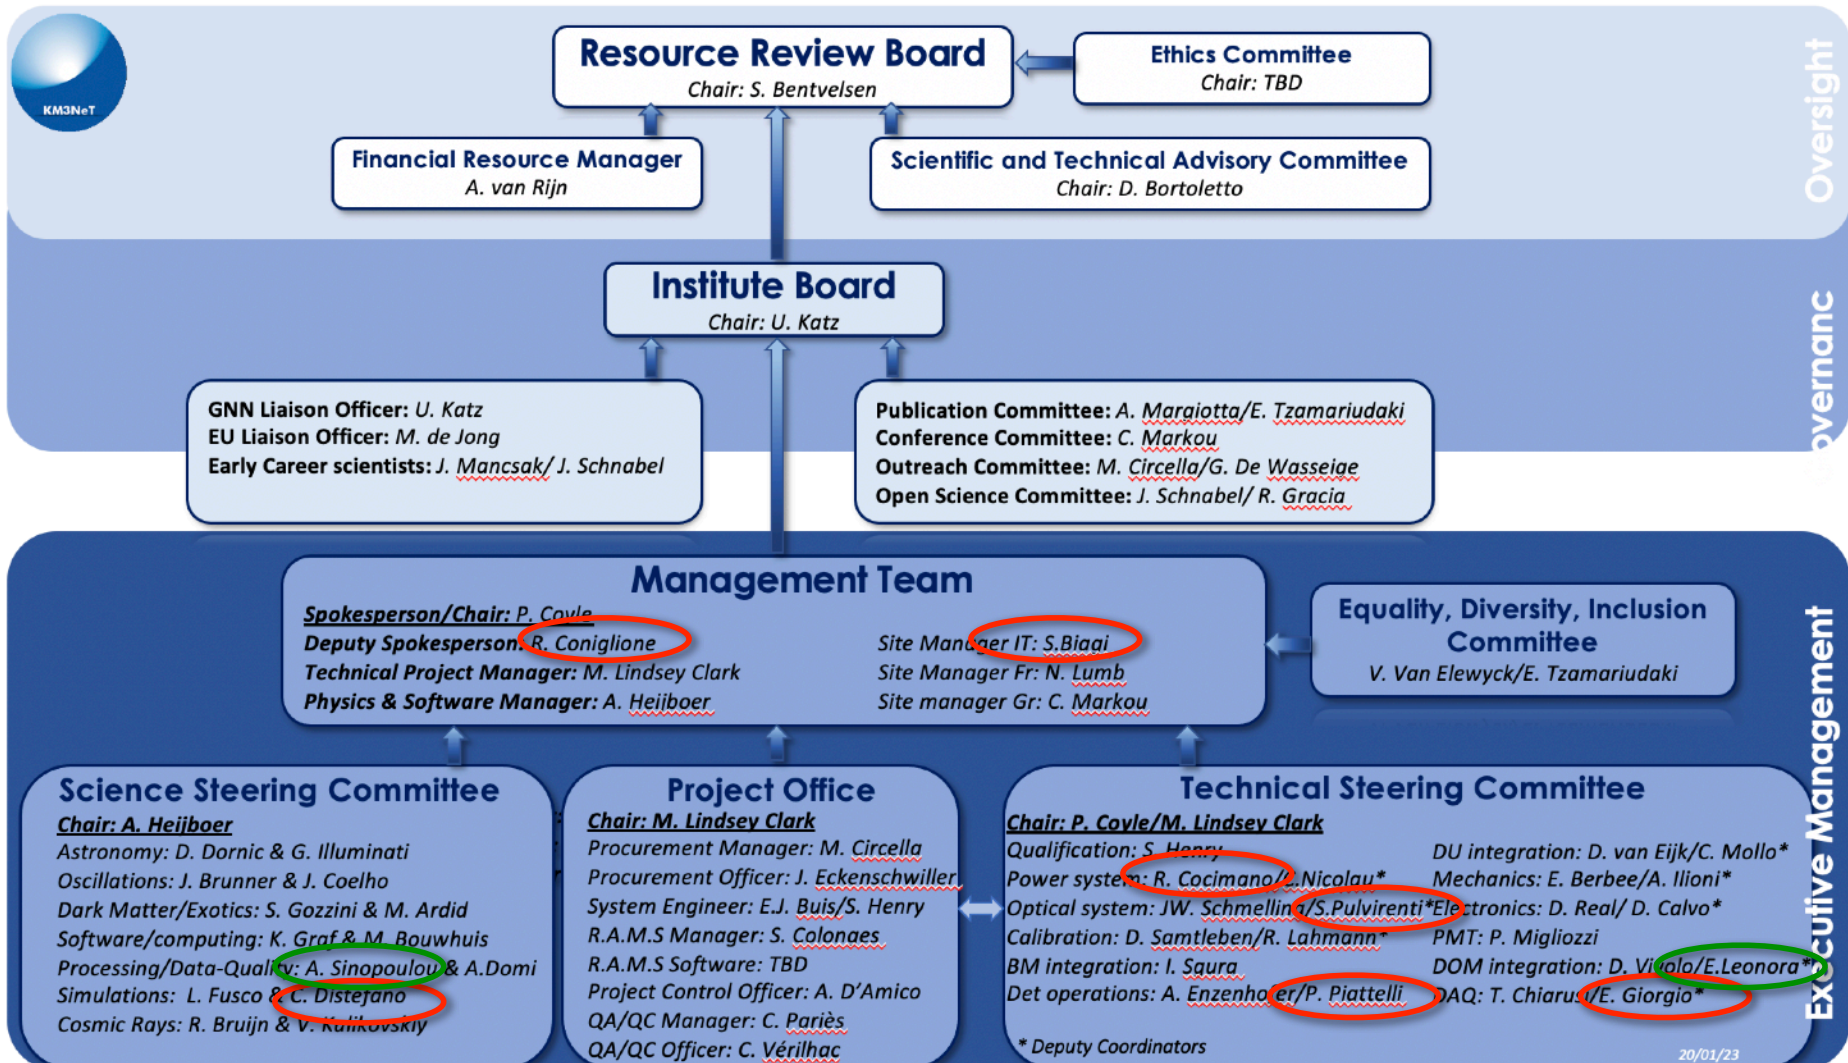 KM3NeT
Resource Review Board
Chair: S. Bentvelsen
Ethics Committee
Chair: TBD
Oversight
Financial Resource Manager
A. van Rijn
Scientific and Technical Advisory Committee
Chair: D. Bortoletto
Institute Board
Chair: U. Katz
overnanc
GNN Liaison Officer: U. Katz
EU Liaison Officer: M. de Jong
Early Career scientists: J. Mancsak/ J. Schnabel
Publication Committee: A. Margiotta/E. Tzamariudaki
Conference Committee: C. Markou
Outreach Committee: M. Circella/G. De Wasseige
Open Science Committee: J. Schnabel/ R. Gracia
Management Team
Spokesperson/Chair: P. Coyle
Deputy Spokesperson: R. Coniglione
Technical Project Manager: M. Lindsey Clark
Physics & Software Manager: A. Heijboer
Site Manager IT: S.Biagi
Site Manager Fr: N. Lumb
Site manager Gr: C. Markou
Equality, Diversity, Inclusion
Committee
V. Van Elewyck/E. Tzamariudaki
Executive Management
Science Steering Committee
Chair: A. Heijboer
Astronomy: D. Dornic & G. Illuminati
Oscillations: J. Brunner & J. Coelho
Dark Matter/Exotics: S. Gozzini & M. Ardid
Software/computing: K. Graf & M. Bouwhuis
Processing/Data-Quality: A. Sinopoulou & A.Domi
Simulations: L. Fusco & C. Distefano
Cosmic Rays: R. Bruijn & V. Kulikovskiy
Project Office
Chair: M. Lindsey Clark
Procurement Manager: M. Circella
Procurement Officer: J. Eckenschwiller
System Engineer: E.J. Buis/S. Henry
R.A.M.S Manager: S. Colonaes
R.A.M.S Software: TBD
Project Control Officer: A. D'Amico
QA/QC Manager: C. Pariès
QA/QC Officer: C. Vérilhac
Technical Steering Committee
Chair: P. Coyle/M. Lindsey Clark
Qualification: S. Henry
Power system: R. Cocimano/C.Nicolau*
Optical system: JW. Schmelling/S.Pulvirenti*
Calibration: D. Samtleben/R. Lahmann*
BM integration: I. Sgura
Det operations: A. Enzenhofer/P. Piattelli
DU integration: D. van Eijk/C. Mollo*
Mechanics: E. Berbee/A. Ilioni*
Electronics: D. Real/ D. Calvo*
PMT: P. Migliozzi
DOM integration: D. Vivolo/E.Leonora*
DAQ: T. Chiarusi/E. Giorgio*
* Deputy Coordinators
20/01/23